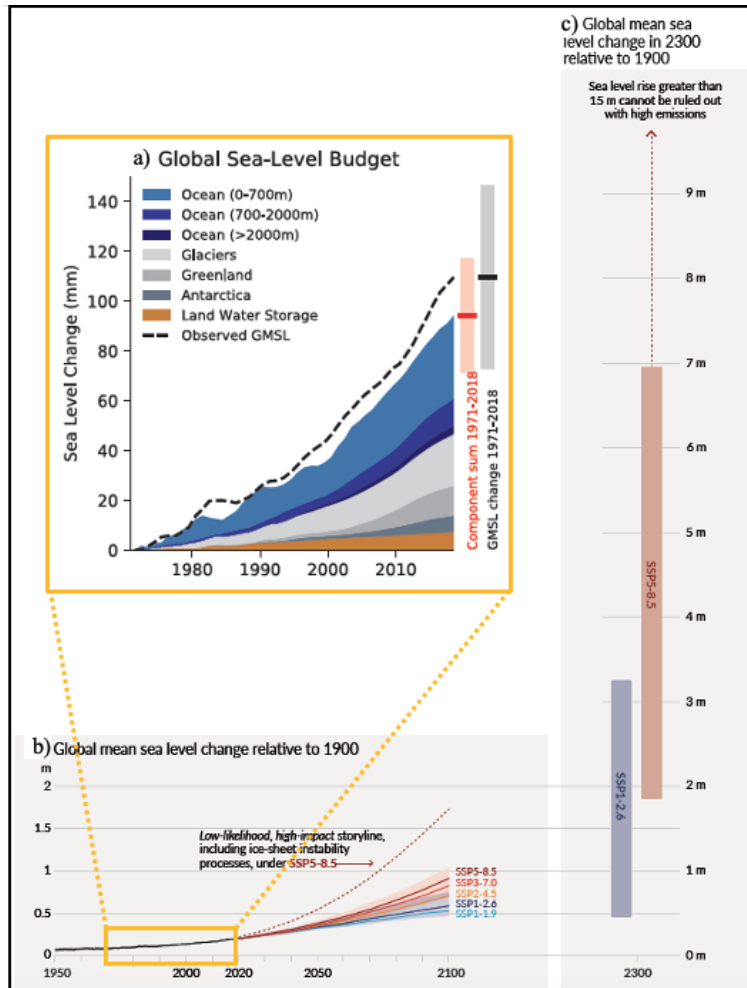 c) Global mean sea
level change in 2300
relative to 1900
Sea level rise greater than
15 m cannot be ruled out
with high emissions
9 m
8 m
7 m
6 m
5 m
4 m
3 m
2 m
1 m
0 m
SSP5-8.5
SSP1-2.6
2300
a) Global Sea-Level Budget
Ocean (0-700m)
Ocean (700-2000m)
Ocean (>2000m)
Glaciers
Greenland
Antarctica
Land Water Storage
Observed GMSL
Sea Level Change (mm)
140
120
100
80
60
40
20
0
1980
1990
2000
2010
Component sum 1971-2018
GMSL change 1971-2018
b) Global mean sea level change relative to 1900
m
2
1.5
1
0.5
0
Low-likelihood, high-impact storyline,
including ice-sheet instability
processes, under SSP5-8.5
SSP5-8.5
SSP3-7.0
SSP2-4.5
SSP1-2.6
SSP1-1.9
1950
2000
2020
2050
2100